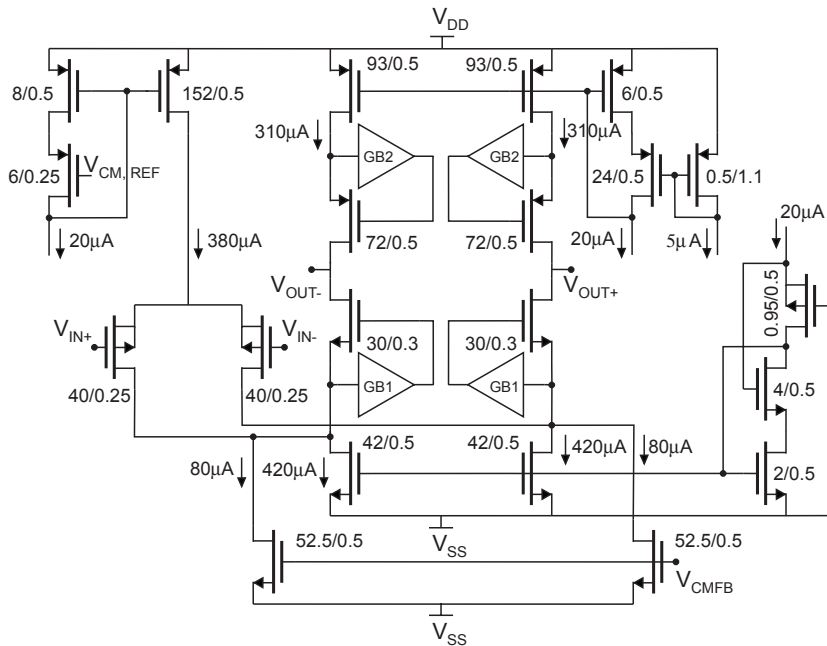 V_DD
8/0.5
152/0.5
93/0.5
93/0.5
6/0.5
310µA
GB2
GB2
310µA
6/0.25
V_CM, REF
24/0.5
0.5/1.1
20µA
380µA
72/0.5
72/0.5
20µA
5µA
20µA
V_OUT-
V_OUT+
0.95/0.5
V_IN+
V_IN-
30/0.3
30/0.3
40/0.25
40/0.25
GB1
GB1
4/0.5
80µA
420µA
42/0.5
42/0.5
420µA
80µA
2/0.5
V_SS
52.5/0.5
52.5/0.5
V_CMFB
V_SS